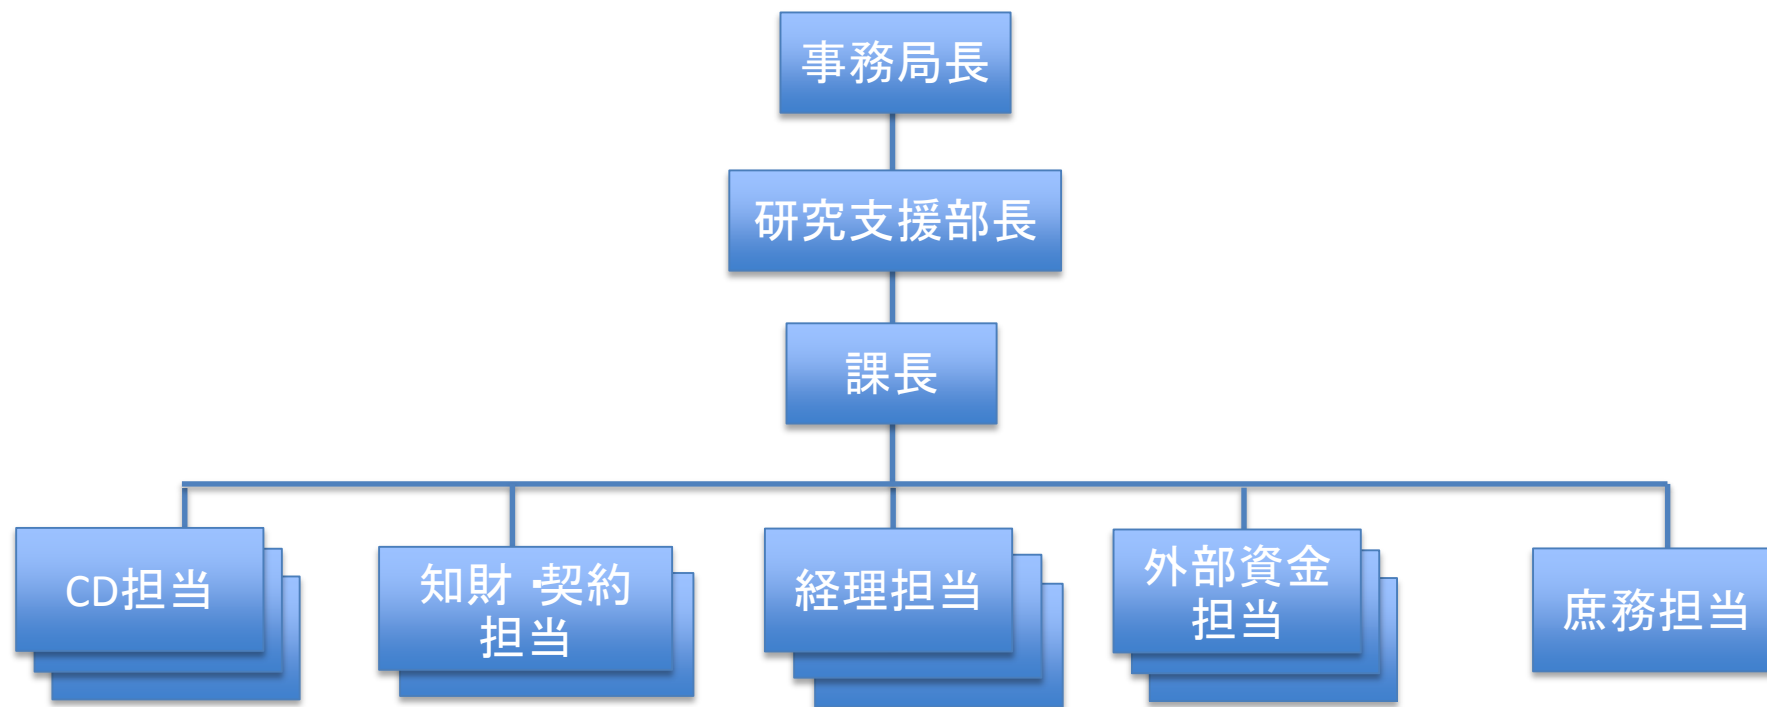 事務局長
研究支援部長
課長
CD担当
知財・契約
担当
経理担当
外部資金
担当
庶務担当